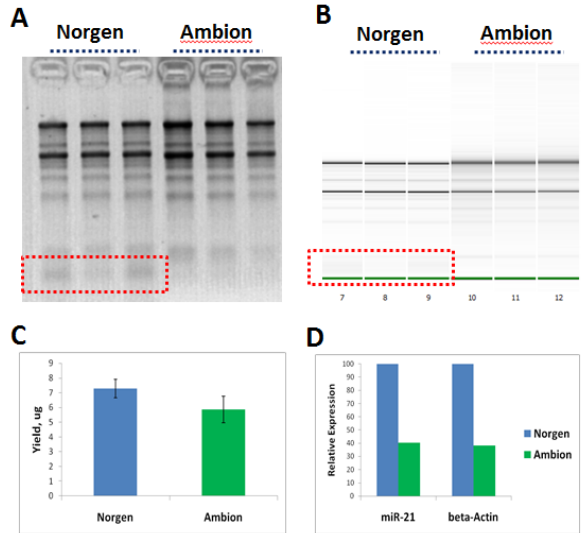 A
Norgen
Ambion
B
Norgen
Ambion
7 8 9 10 11 12
C
Yield, ug
9
8
7
6
5
4
3
2
1
0
Norgen
Ambion
D
Relative Expression
100
90
80
70
60
50
40
30
20
10
0
miR-21
beta-Actin
Norgen
Ambion